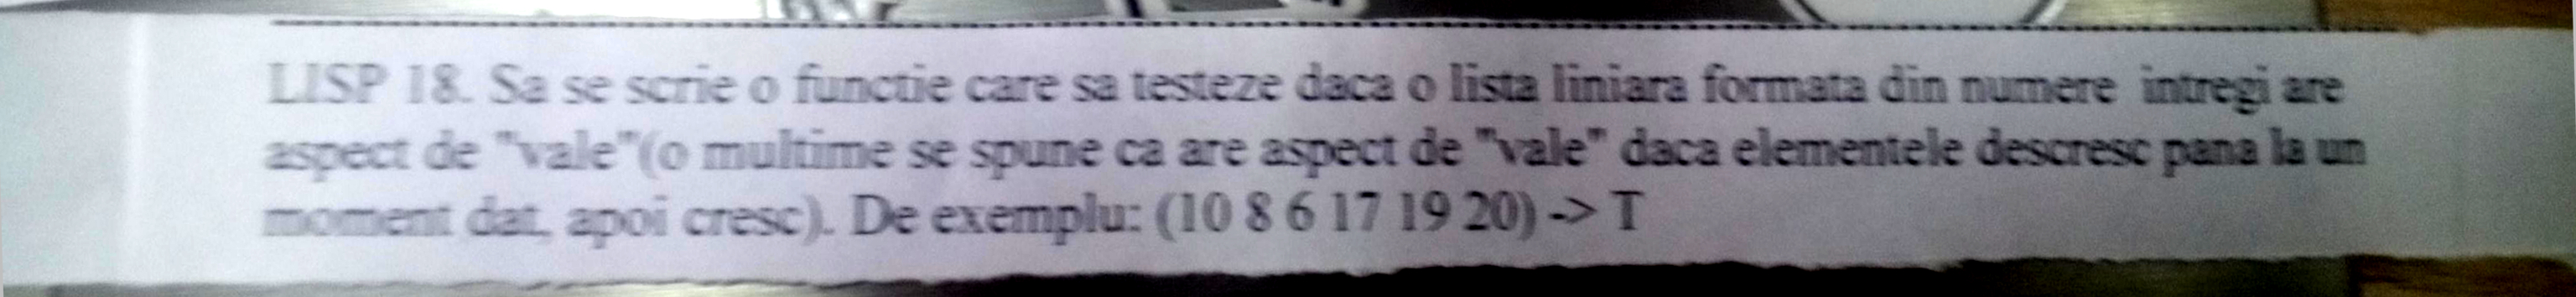 LISP 18. Sa se scrie o functie care sa testeze daca o lista liniara formata din numere intregi are
aspect de "vale"(o multime se spune ca are aspect de "vale" daca elementele descresc pana la un
moment dat, apoi cresc). De exemplu: (10 8 6 17 19 20) -> T